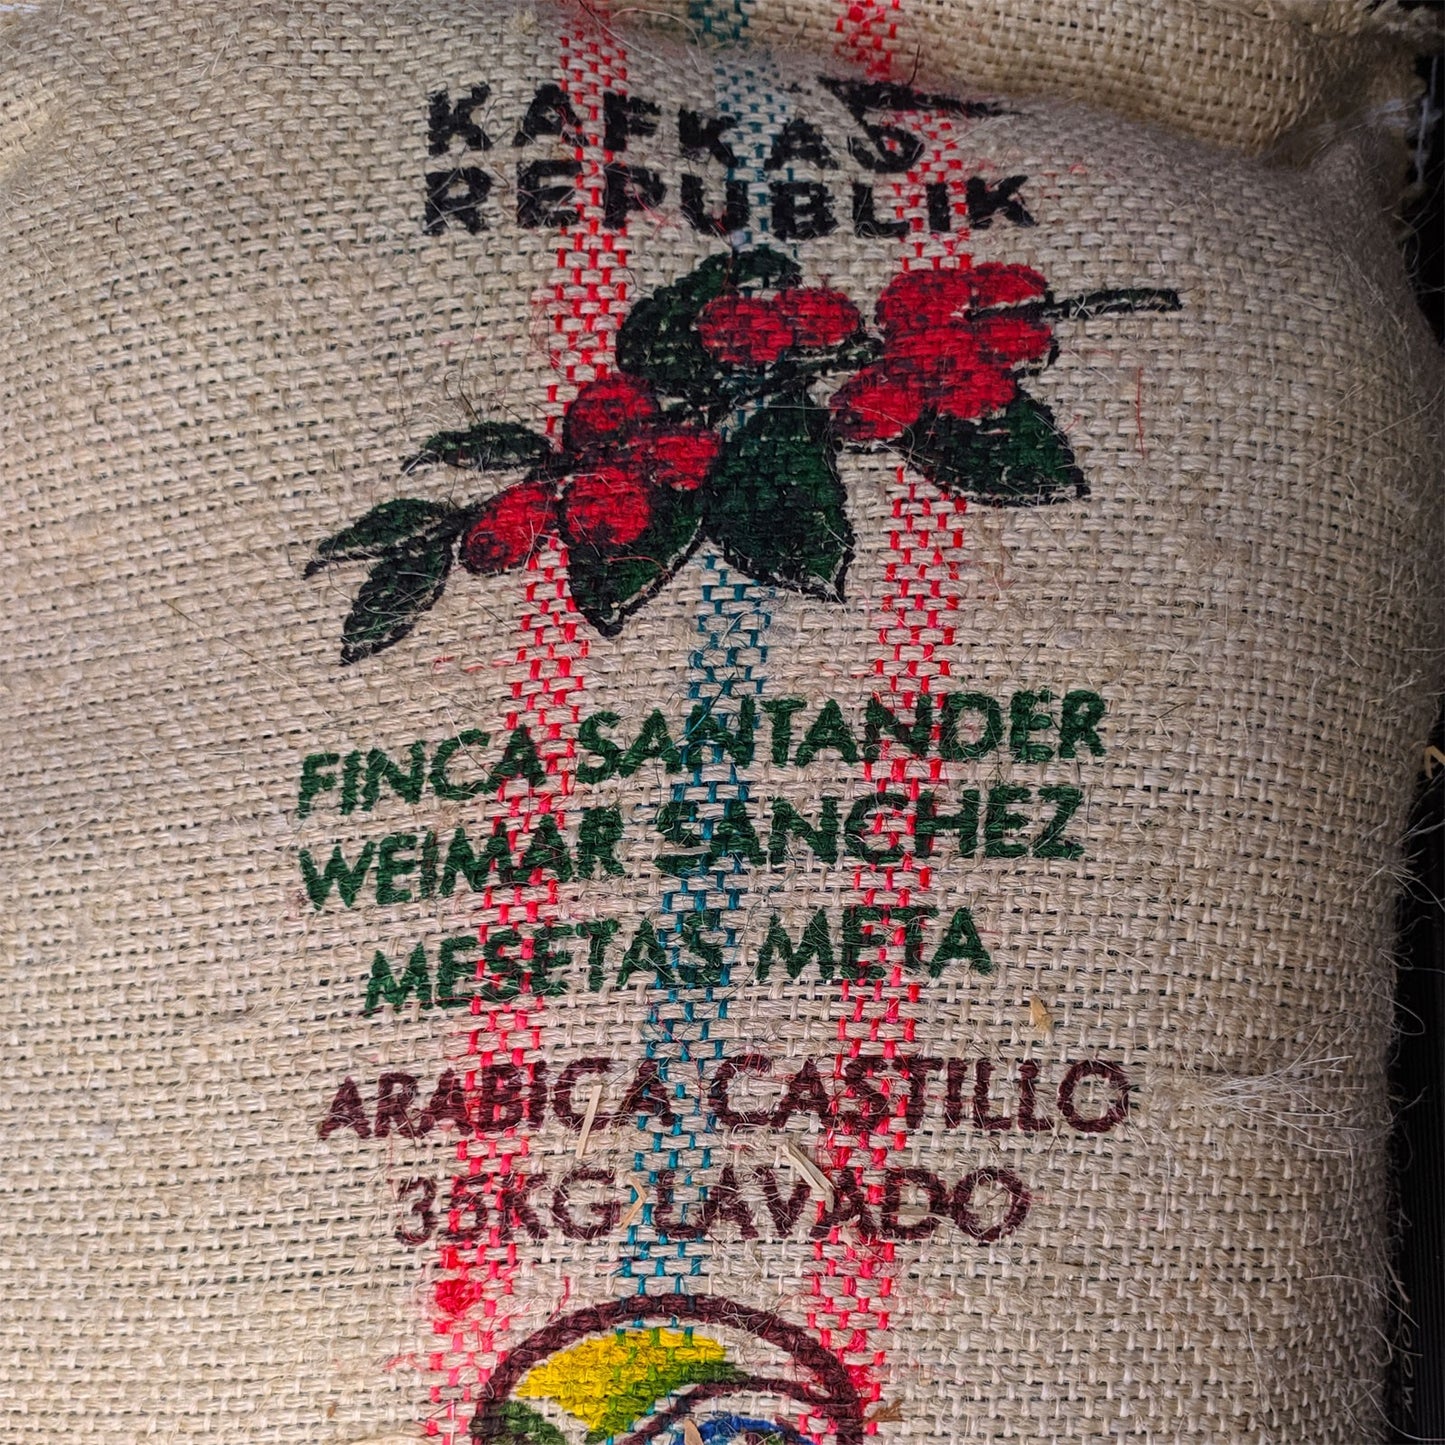 KAFKAS
REPUBLIK
FINCA SANTANDER
WEIMAR SANCHEZ
MESETAS META
ARABICA CASTILLO
35KG LAVADO